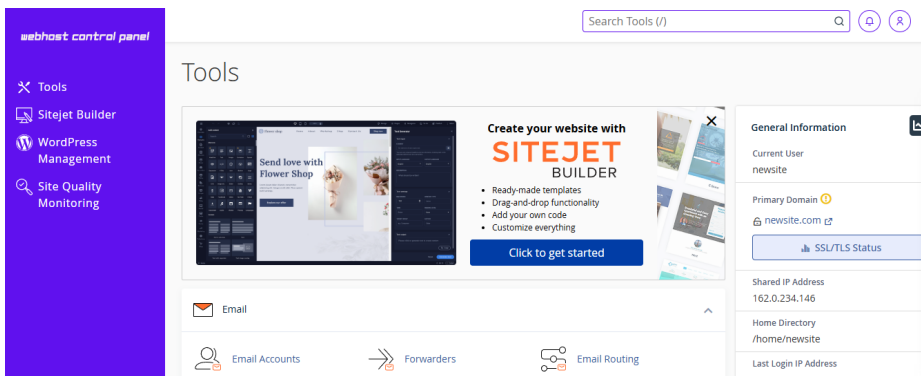 webhost control panel
Search Tools (/)
Tools
Sitejet Builder
WordPress
Management
Site Quality
Monitoring
Tools
Flower Shop
Send love with
Flower Shop
Create your website with
SITEJET
BUILDER
Ready-made templates
Drag-and-drop functionality
Add your own code
Customize everything
Click to get started
General Information
Current User
newsite
Primary Domain
newsite.com
SSL/TLS Status
Shared IP Address
162.0.234.146
Home Directory
/home/newsite
Last Login IP Address
Email
Email Accounts
Forwarders
Email Routing